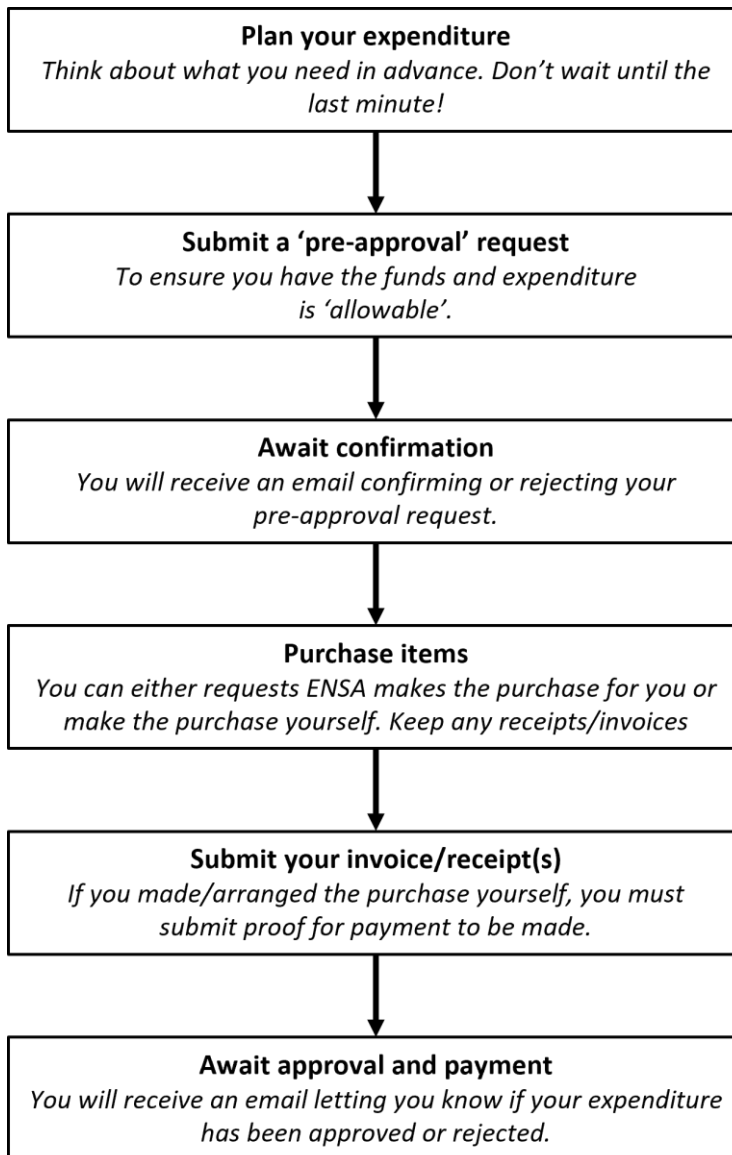 Plan your expenditure
Think about what you need in advance. Don’t wait until the
last minute!
Submit a ‘pre-approval’ request
To ensure you have the funds and expenditure
is ‘allowable’.
Await confirmation
You will receive an email confirming or rejecting your
pre-approval request.
Purchase items
You can either requests ENSA makes the purchase for you or
make the purchase yourself. Keep any receipts/invoices
Submit your invoice/receipt(s)
If you made/arranged the purchase yourself, you must
submit proof for payment to be made.
Await approval and payment
You will receive an email letting you know if your expenditure
has been approved or rejected.